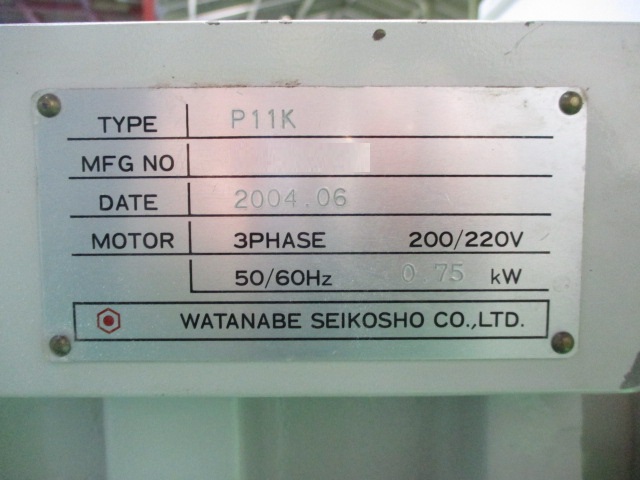 TYPE P11K
MFG NO
DATE 2004.06
MOTOR 3PHASE 200/220V
50/60Hz 0.75 kW
WATANABE SEIKOSHO CO.,LTD.